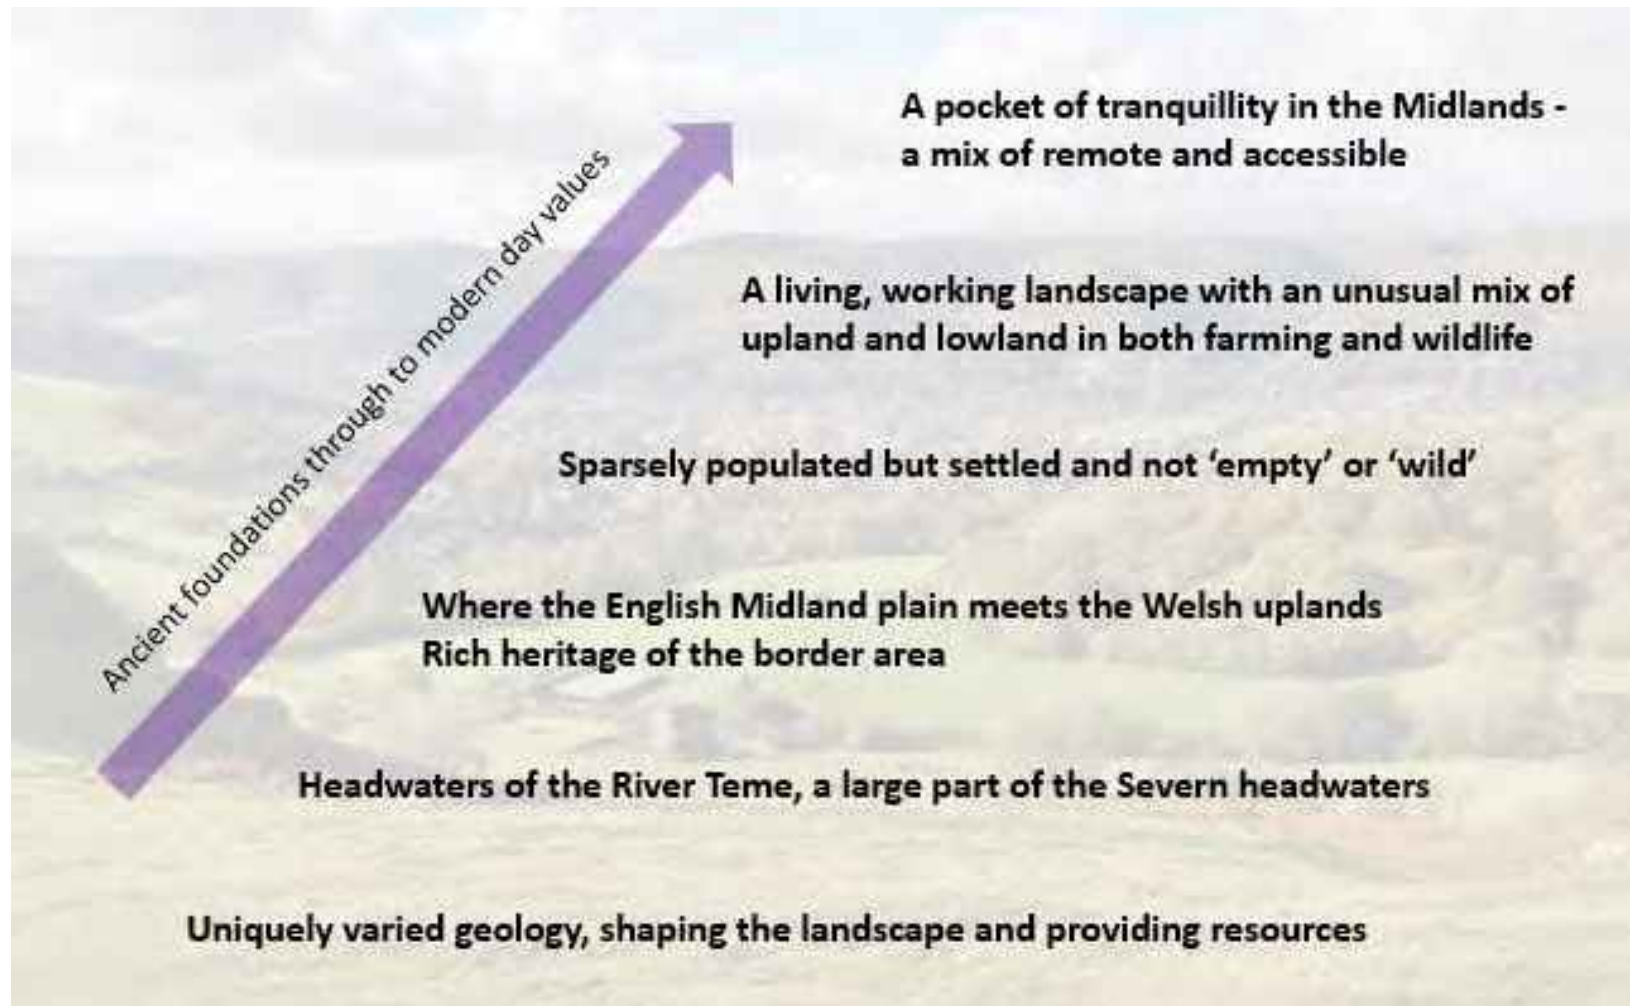 A pocket of tranquillity in the Midlands -
a mix of remote and accessible
Ancient foundations through to modern day values
A living, working landscape with an unusual mix of
upland and lowland in both farming and wildlife
Sparsely populated but settled and not ‘empty’ or ‘wild’
Where the English Midland plain meets the Welsh uplands
Rich heritage of the border area
Headwaters of the River Teme, a large part of the Severn headwaters
Uniquely varied geology, shaping the landscape and providing resources